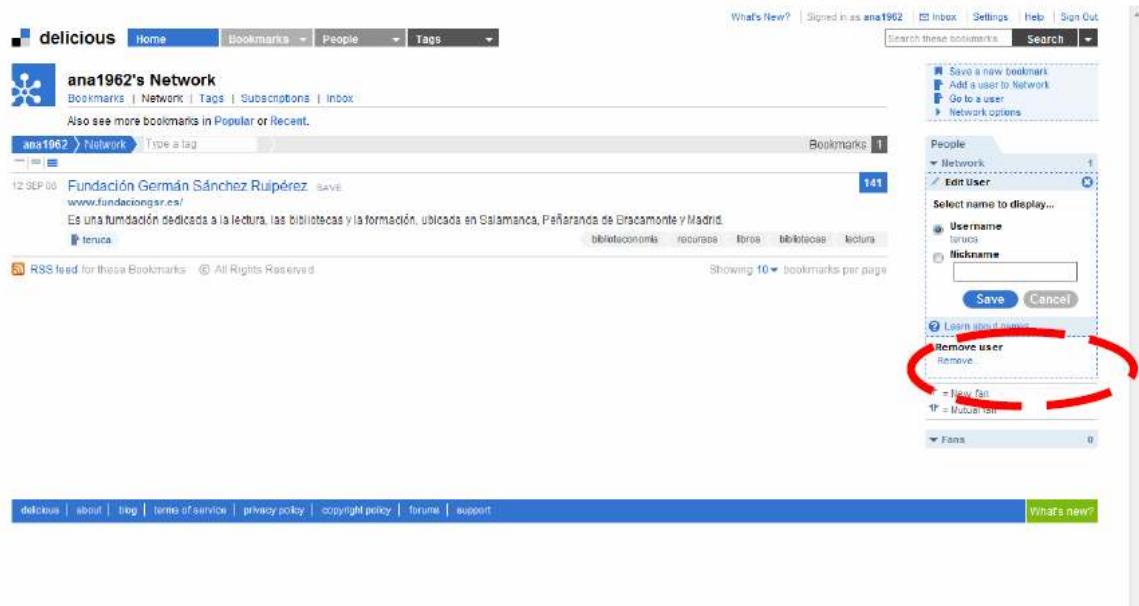 What's New? Signed in as ana1962 Inbox Settings Help Sign Out
delicious Home Bookmarks People Tags
Search these bookmarks Search
ana1962's Network
Bookmarks | Network | Tags | Subscriptions | Inbox
Also see more bookmarks in Popular or Recent.
ana1962 Network Type a tag Bookmarks 1
12 SEP 08 Fundación Germán Sánchez Ruipérez SAVE 141
www.fundaciongsr.es/
Es una fumdación dedicada a la lectura, las bibliotecas y la formación, ubicada en Salamanca, Peñaranda de Bracamonte y Madrid.
teruca biblioteconomia recursos libros bibliotecas lectura
RSS feed for these Bookmarks © All Rights Reserved Showing 10 bookmarks per page
Save a new bookmark
Add a user to Network
Go to a user
Network options
People
Network 1
Edit User
Select name to display...
Username
teruca
Nickname
Save Cancel
Learn about names
Remove user
Remove...
= New fan
= Mutual fan
Fans 0
delicious | about | blog | terms of service | privacy policy | copyright policy | forums | support What's new?